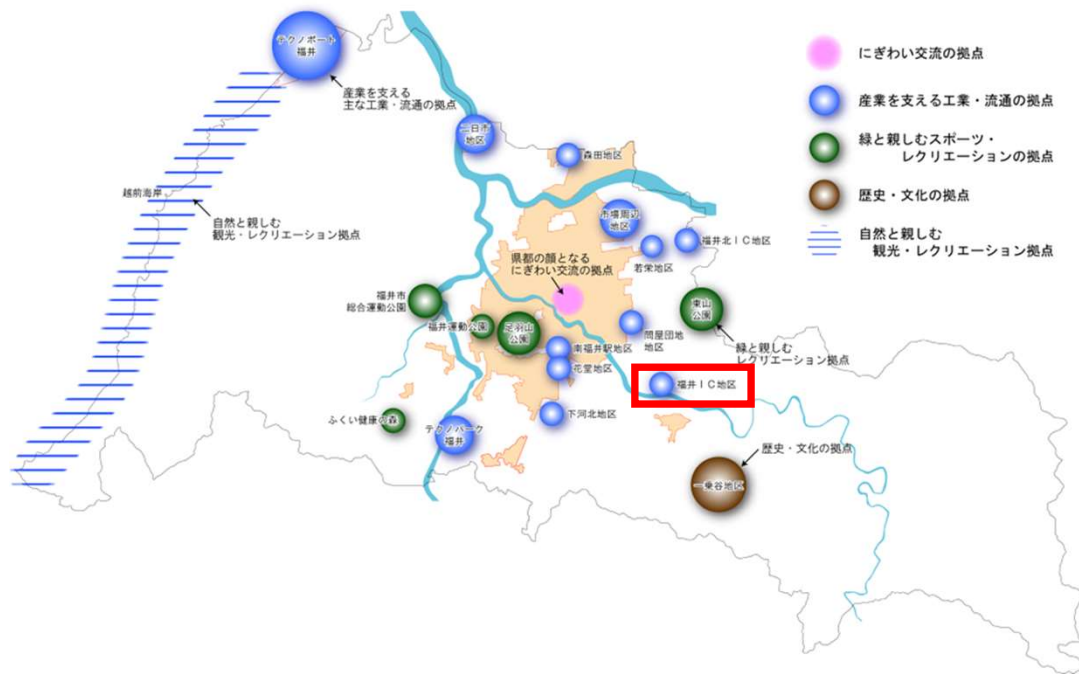 テクノポート
福井
産業を支える
主な工業・流通の拠点
にぎわい交流の拠点
産業を支える工業・流通の拠点
緑と親しむスポーツ・
レクリエーションの拠点
歴史・文化の拠点
自然と親しむ
観光・レクリエーション拠点
二日市
地区
森田地区
越前海岸
自然と親しむ
観光・レクリエーション拠点
市場周辺
地区
福井北IC地区
若栄地区
県都の顔となる
にぎわい交流の拠点
福井市
総合運動公園
福井運動公園
足羽山
公園
東山
公園
問屋団地
地区
緑と親しむ
レクリエーション拠点
南福井駅地区
花堂地区
福井IC地区
下河北地区
ふくい健康の森
テクノパーク
福井
歴史・文化の拠点
一乗谷地区